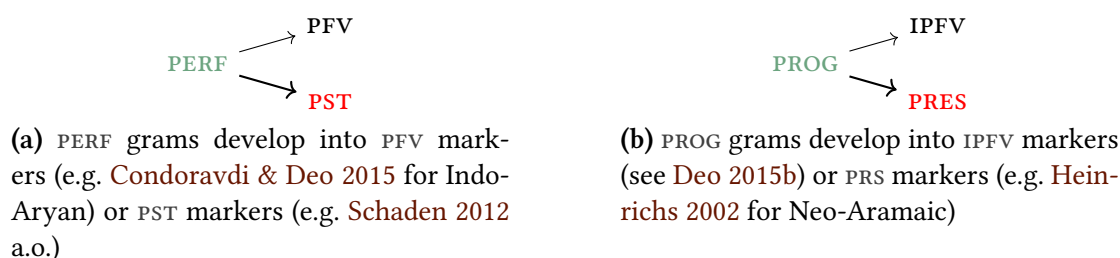 PFV
PERF
PST
(a) PERF grams develop into PFV mark-
ers (e.g. Condoravdi & Deo 2015 for Indo-
Aryan) or PST markers (e.g. Schaden 2012
a.o.)
IPFV
PROG
PRES
(b) PROG grams develop into IPFV markers
(see Deo 2015b) or PRS markers (e.g. Hein-
richs 2002 for Neo-Aramaic)